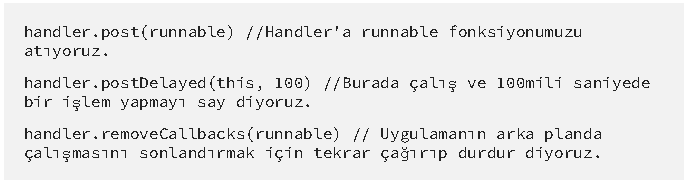 handler.post(runnable) //Handler'a runnable fonksiyonumuzu
atıyoruz.
handler.postDelayed(this, 100) //Burada çalış ve 100mili saniyede
bir işlem yapmayı say diyoruz.
handler.removeCallbacks(runnable) // Uygulamanın arka planda
çalışmasını sonlandırmak için tekrar çağırıp durdur diyoruz.